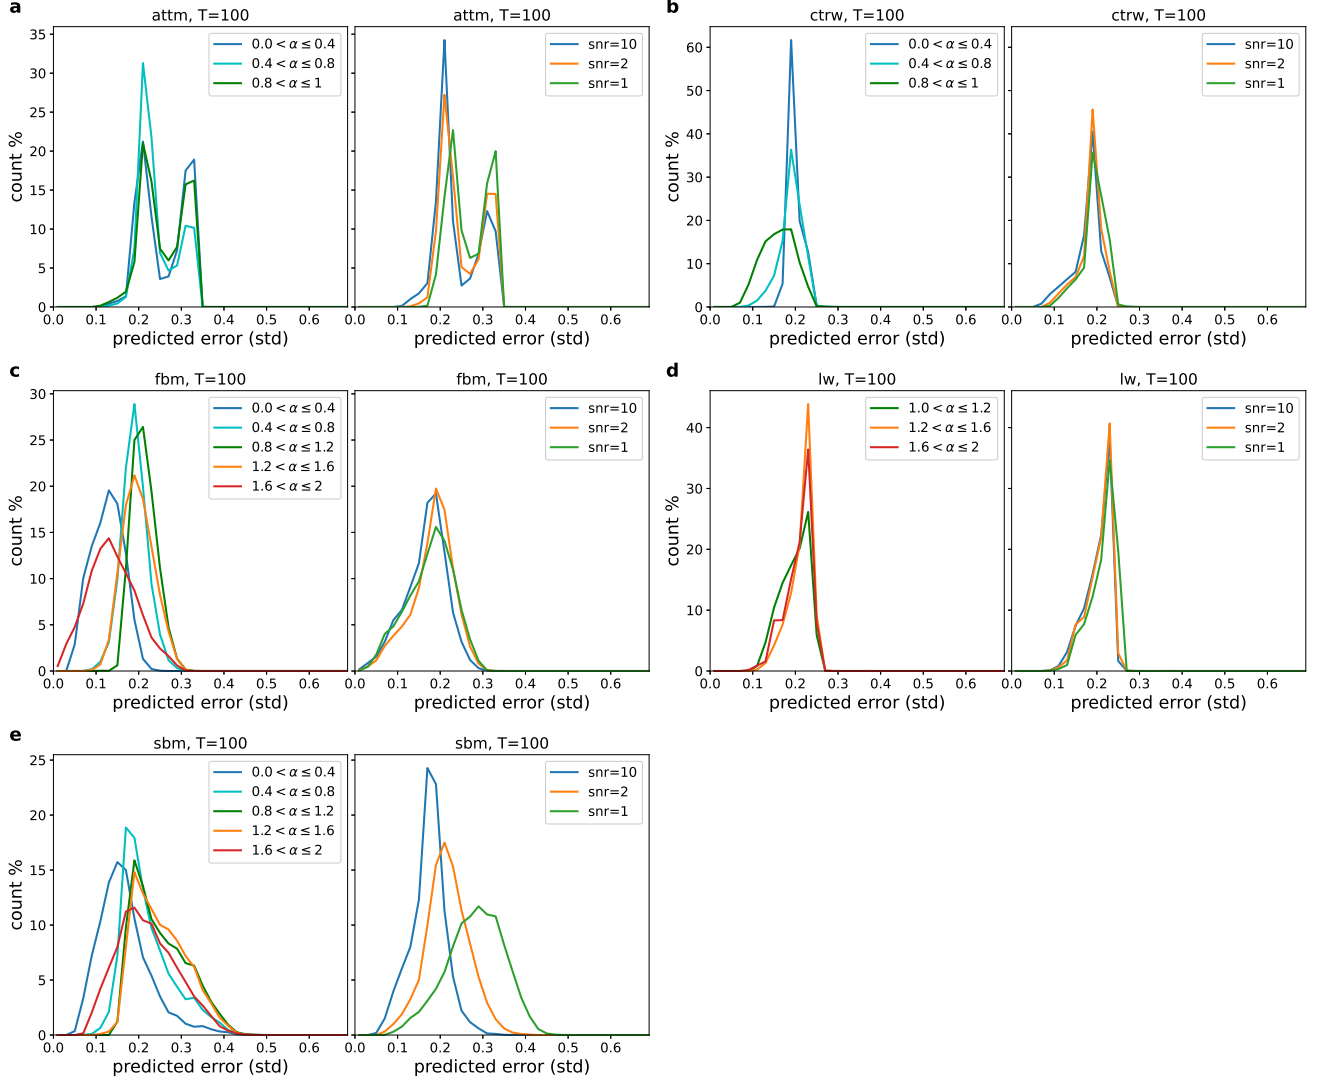 a
attm, T=100
count %
35
30
25
20
15
10
5
0
0.0<α≤0.4
0.4<α≤0.8
0.8<α≤1
0.0 0.1 0.2 0.3 0.4 0.5 0.6
predicted error (std)
attm, T=100
snr=10
snr=2
snr=1
0.0 0.1 0.2 0.3 0.4 0.5 0.6
predicted error (std)
b
ctrw, T=100
count %
60
50
40
30
20
10
0
0.0<α≤0.4
0.4<α≤0.8
0.8<α≤1
0.0 0.1 0.2 0.3 0.4 0.5 0.6
predicted error (std)
ctrw, T=100
snr=10
snr=2
snr=1
0.0 0.1 0.2 0.3 0.4 0.5 0.6
predicted error (std)
c
fbm, T=100
count %
30
25
20
15
10
5
0
0.0<α≤0.4
0.4<α≤0.8
0.8<α≤1.2
1.2<α≤1.6
1.6<α≤2
0.0 0.1 0.2 0.3 0.4 0.5 0.6
predicted error (std)
fbm, T=100
snr=10
snr=2
snr=1
0.0 0.1 0.2 0.3 0.4 0.5 0.6
predicted error (std)
d
lw, T=100
count %
40
30
20
10
0
1.0<α≤1.2
1.2<α≤1.6
1.6<α≤2
0.0 0.1 0.2 0.3 0.4 0.5 0.6
predicted error (std)
lw, T=100
snr=10
snr=2
snr=1
0.0 0.1 0.2 0.3 0.4 0.5 0.6
predicted error (std)
e
sbm, T=100
count %
25
20
15
10
5
0
0.0<α≤0.4
0.4<α≤0.8
0.8<α≤1.2
1.2<α≤1.6
1.6<α≤2
0.0 0.1 0.2 0.3 0.4 0.5 0.6
predicted error (std)
sbm, T=100
snr=10
snr=2
snr=1
0.0 0.1 0.2 0.3 0.4 0.5 0.6
predicted error (std)